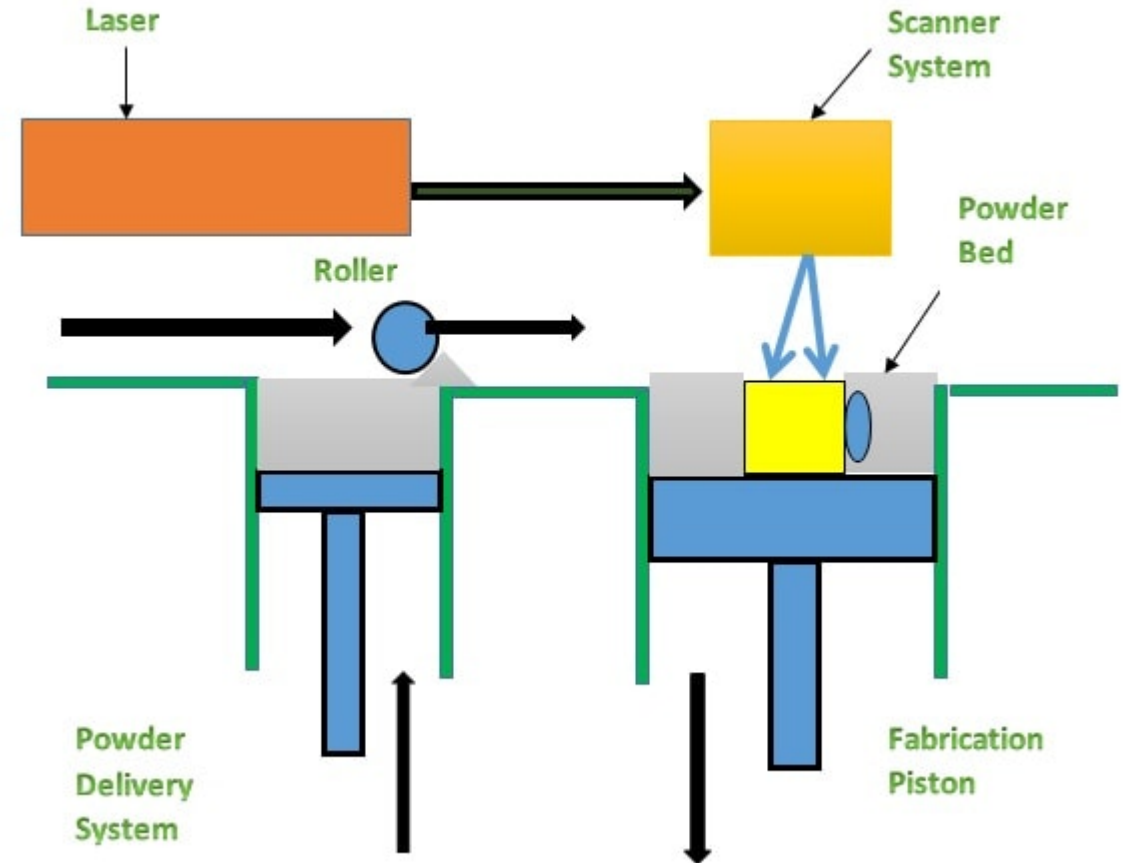 Laser
Scanner
System
Powder
Bed
Roller
Powder
Delivery
System
Fabrication
Piston